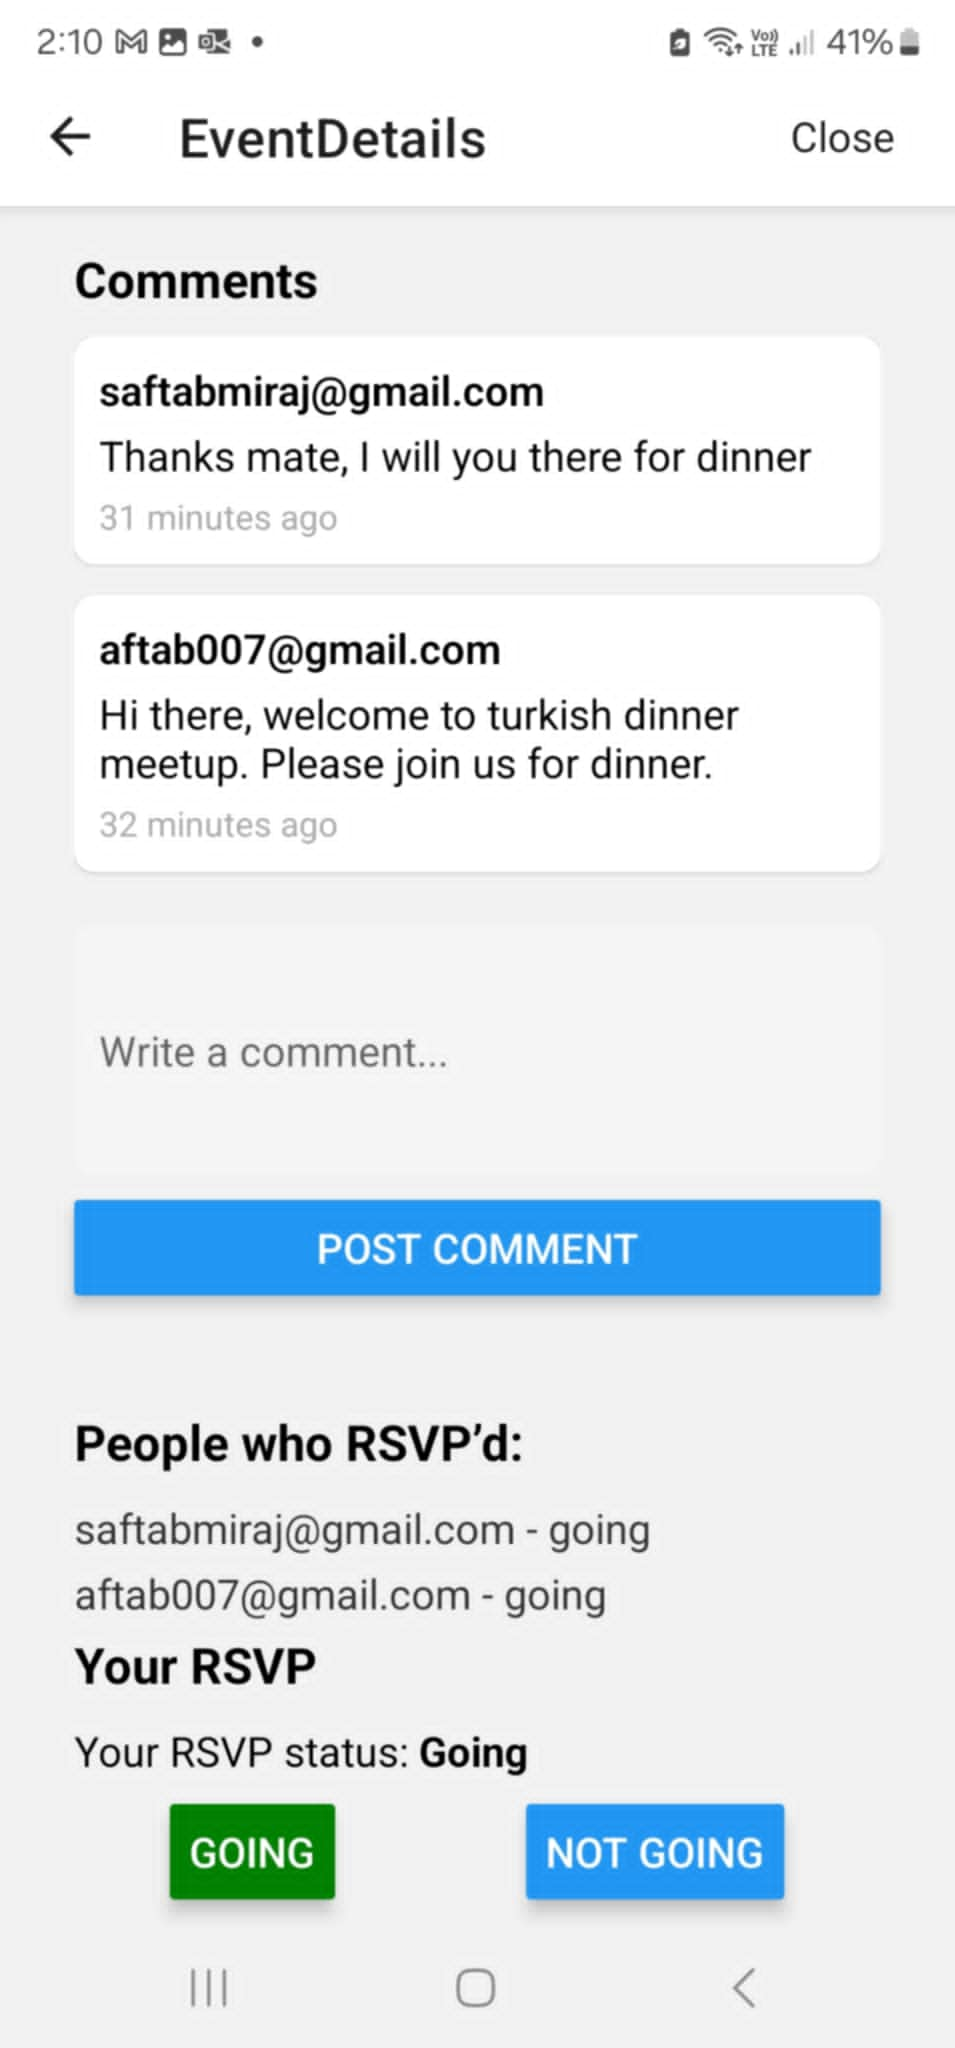 2:10
Vo))
LTE
41%
EventDetails
Close
Comments
saftabmiraj@gmail.com
Thanks mate, I will you there for dinner
31 minutes ago
aftab007@gmail.com
Hi there, welcome to turkish dinner
meetup. Please join us for dinner.
32 minutes ago
Write a comment...
POST COMMENT
People who RSVP’d:
saftabmiraj@gmail.com - going
aftab007@gmail.com - going
Your RSVP
Your RSVP status: Going
GOING
NOT GOING